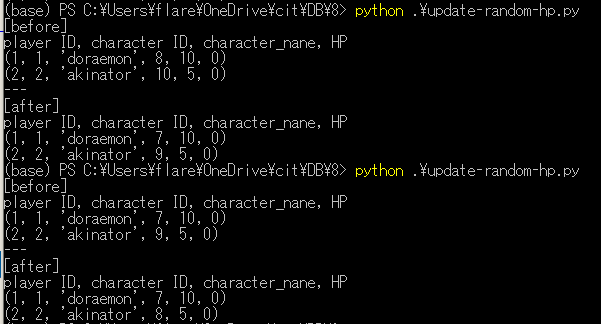 (base) PS C:¥Users¥flare¥OneDrive¥cit¥DB¥8> python .¥update-random-hp.py
[before]
player ID, character ID, character_nane, HP
(1, 1, 'doraemon', 8, 10, 0)
(2, 2, 'akinator', 10, 5, 0)
---
[after]
player ID, character ID, character_nane, HP
(1, 1, 'doraemon', 7, 10, 0)
(2, 2, 'akinator', 9, 5, 0)
(base) PS C:¥Users¥flare¥OneDrive¥cit¥DB¥8> python .¥update-random-hp.py
[before]
player ID, character ID, character_nane, HP
(1, 1, 'doraemon', 7, 10, 0)
(2, 2, 'akinator', 9, 5, 0)
---
[after]
player ID, character ID, character_nane, HP
(1, 1, 'doraemon', 7, 10, 0)
(2, 2, 'akinator', 8, 5, 0)